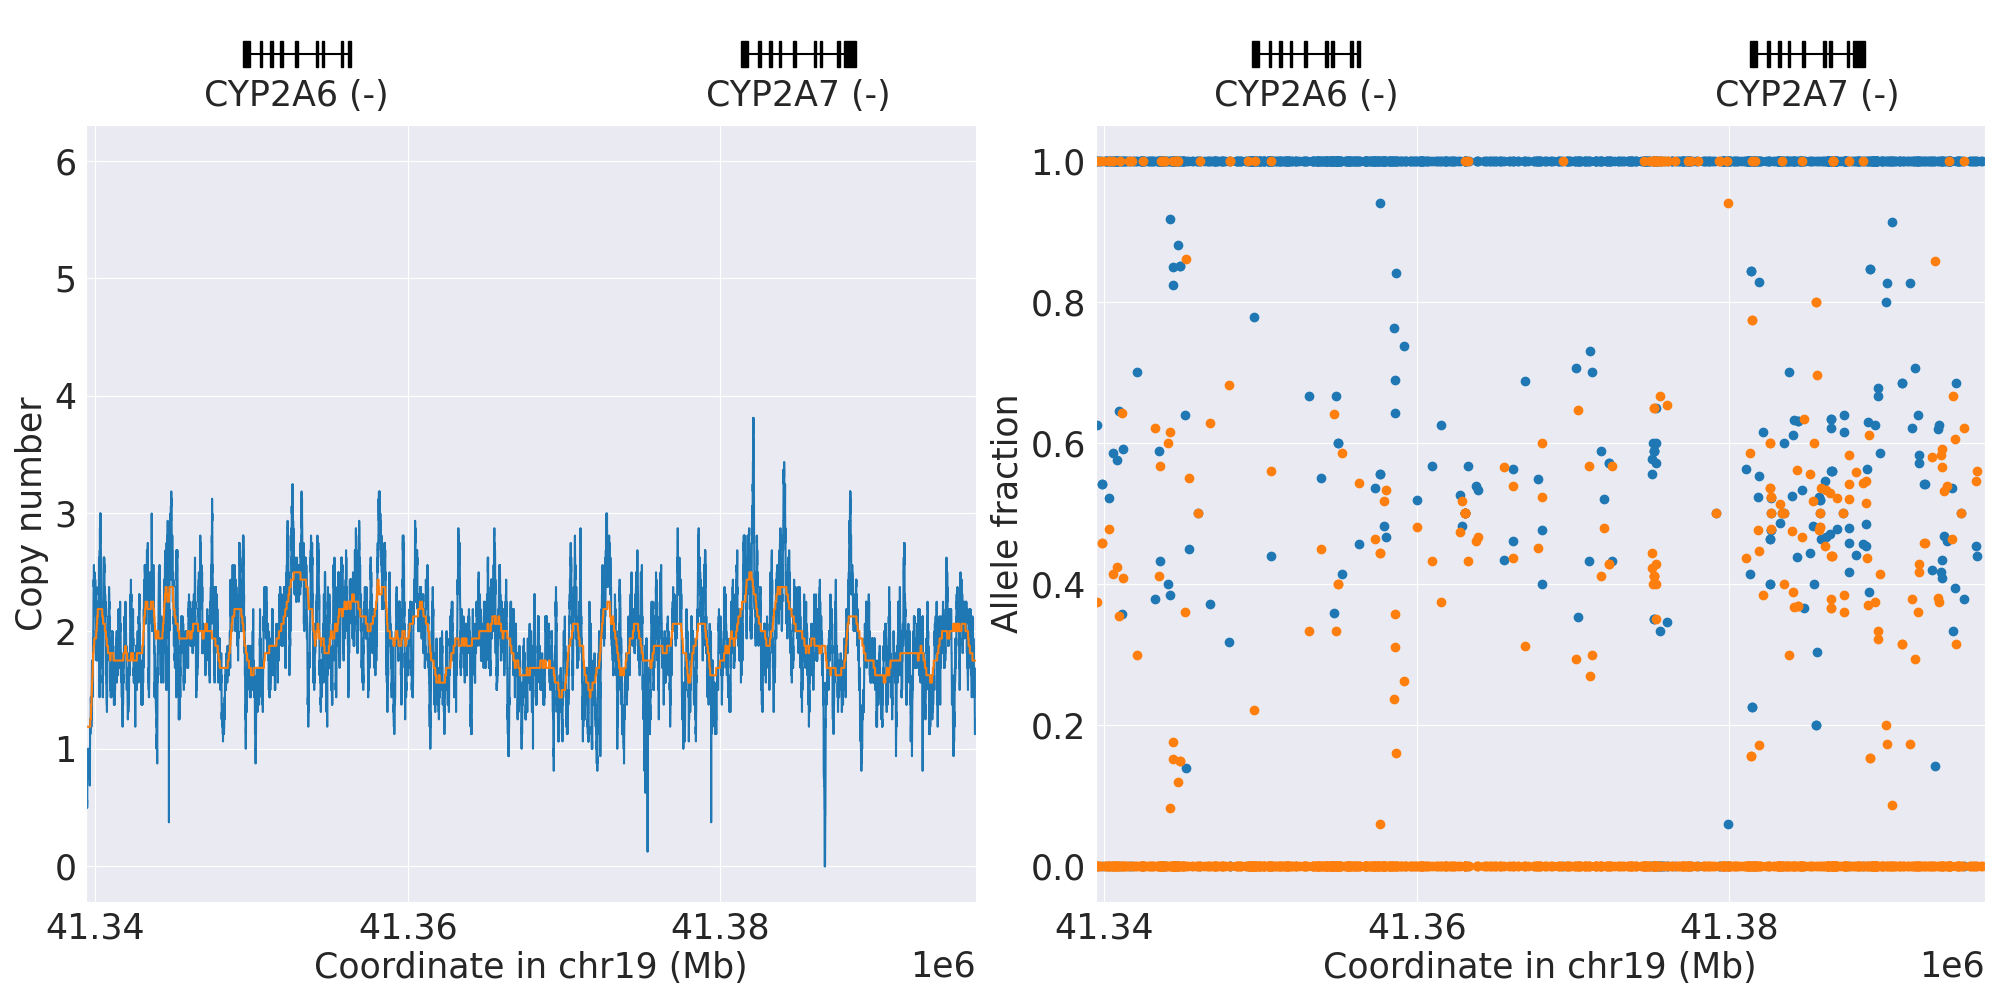 CYP2A6 (-)
CYP2A7 (-)
6
5
4
3
2
1
0
Copy number
41.34
41.36
41.38
Coordinate in chr19 (Mb)
1e6
CYP2A6 (-)
CYP2A7 (-)
1.0
0.8
0.6
0.4
0.2
0.0
Allele fraction
41.34
41.36
41.38
Coordinate in chr19 (Mb)
1e6